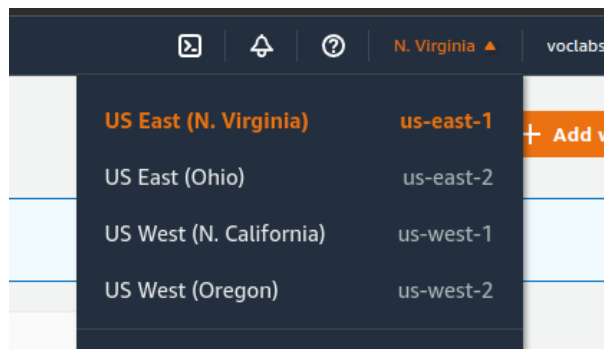 N. Virginia ▲ voclabs
US East (N. Virginia) us-east-1
+ Add
US East (Ohio) us-east-2
US West (N. California) us-west-1
US West (Oregon) us-west-2